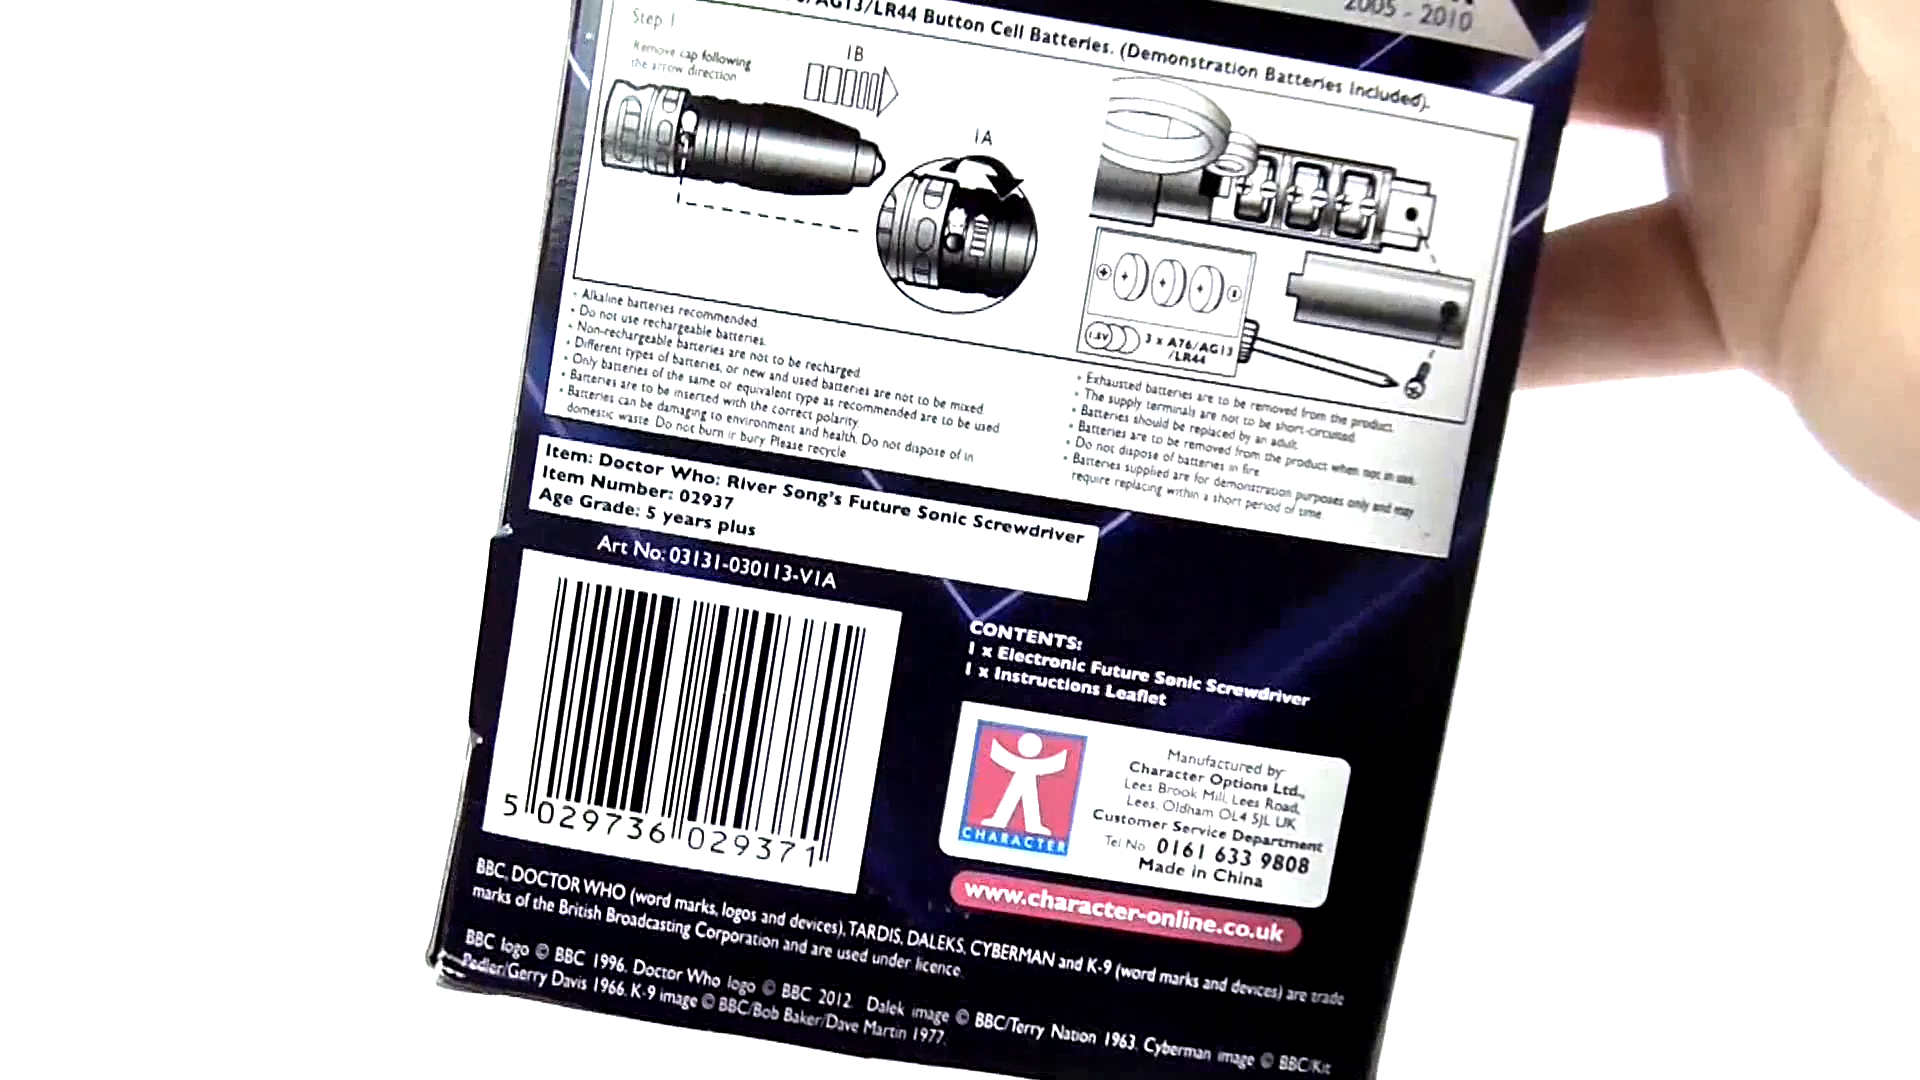 2005 - 2010
/AG13/LR44 Button Cell Batteries. (Demonstration Batteries Included).
Step 1
Remove cap following
the arrow direction
1B
1A
1.5V
3 x A76/AG13
/LR44
• Alkaline batteries recommended.
• Do not use rechargeable batteries.
• Non-rechargeable batteries are not to be recharged.
• Different types of batteries, or new and used batteries are not to be mixed
• Only batteries of the same or equivalent type as recommended are to be used
• Batteries are to be inserted with the correct polarity.
• Batteries can be damaging to environment and health. Do not dispose of in
domestic waste. Do not burn ir bury. Please recycle
• Exhausted batteries are to be removed from the product.
• The supply terminals are not to be short-circuited.
• Batteries should be replaced by an adult.
• Batteries are to be removed from the product when not in use.
• Do not dispose of batteries in fire
• Batteries supplied are for demonstration purposes only and may
require replacing within a short period of time.
Item: Doctor Who: River Song's Future Sonic Screwdriver
Item Number: 02937
Age Grade: 5 years plus
Art No: 03131-030113-V1A
5 029736 029371
CONTENTS:
1 x Electronic Future Sonic Screwdriver
1 x Instructions Leaflet
CHARACTER
Manufactured by:
Character Options Ltd.,
Lees Brook Mill, Lees Road,
Lees, Oldham OL4 5JL UK
Customer Service Department
Tel No 0161 633 9808
Made in China
www.character-online.co.uk
BBC, DOCTOR WHO (word marks, logos and devices), TARDIS, DALEKS, CYBERMAN and K-9 (word marks and devices) are trade
marks of the British Broadcasting Corporation and are used under licence.
BBC logo © BBC 1996. Doctor Who logo © BBC 2012. Dalek image © BBC/Terry Nation 1963. Cyberman image © BBC/Kit
Pedler/Gerry Davis 1966. K-9 image © BBC/Bob Baker/Dave Martin 1977.